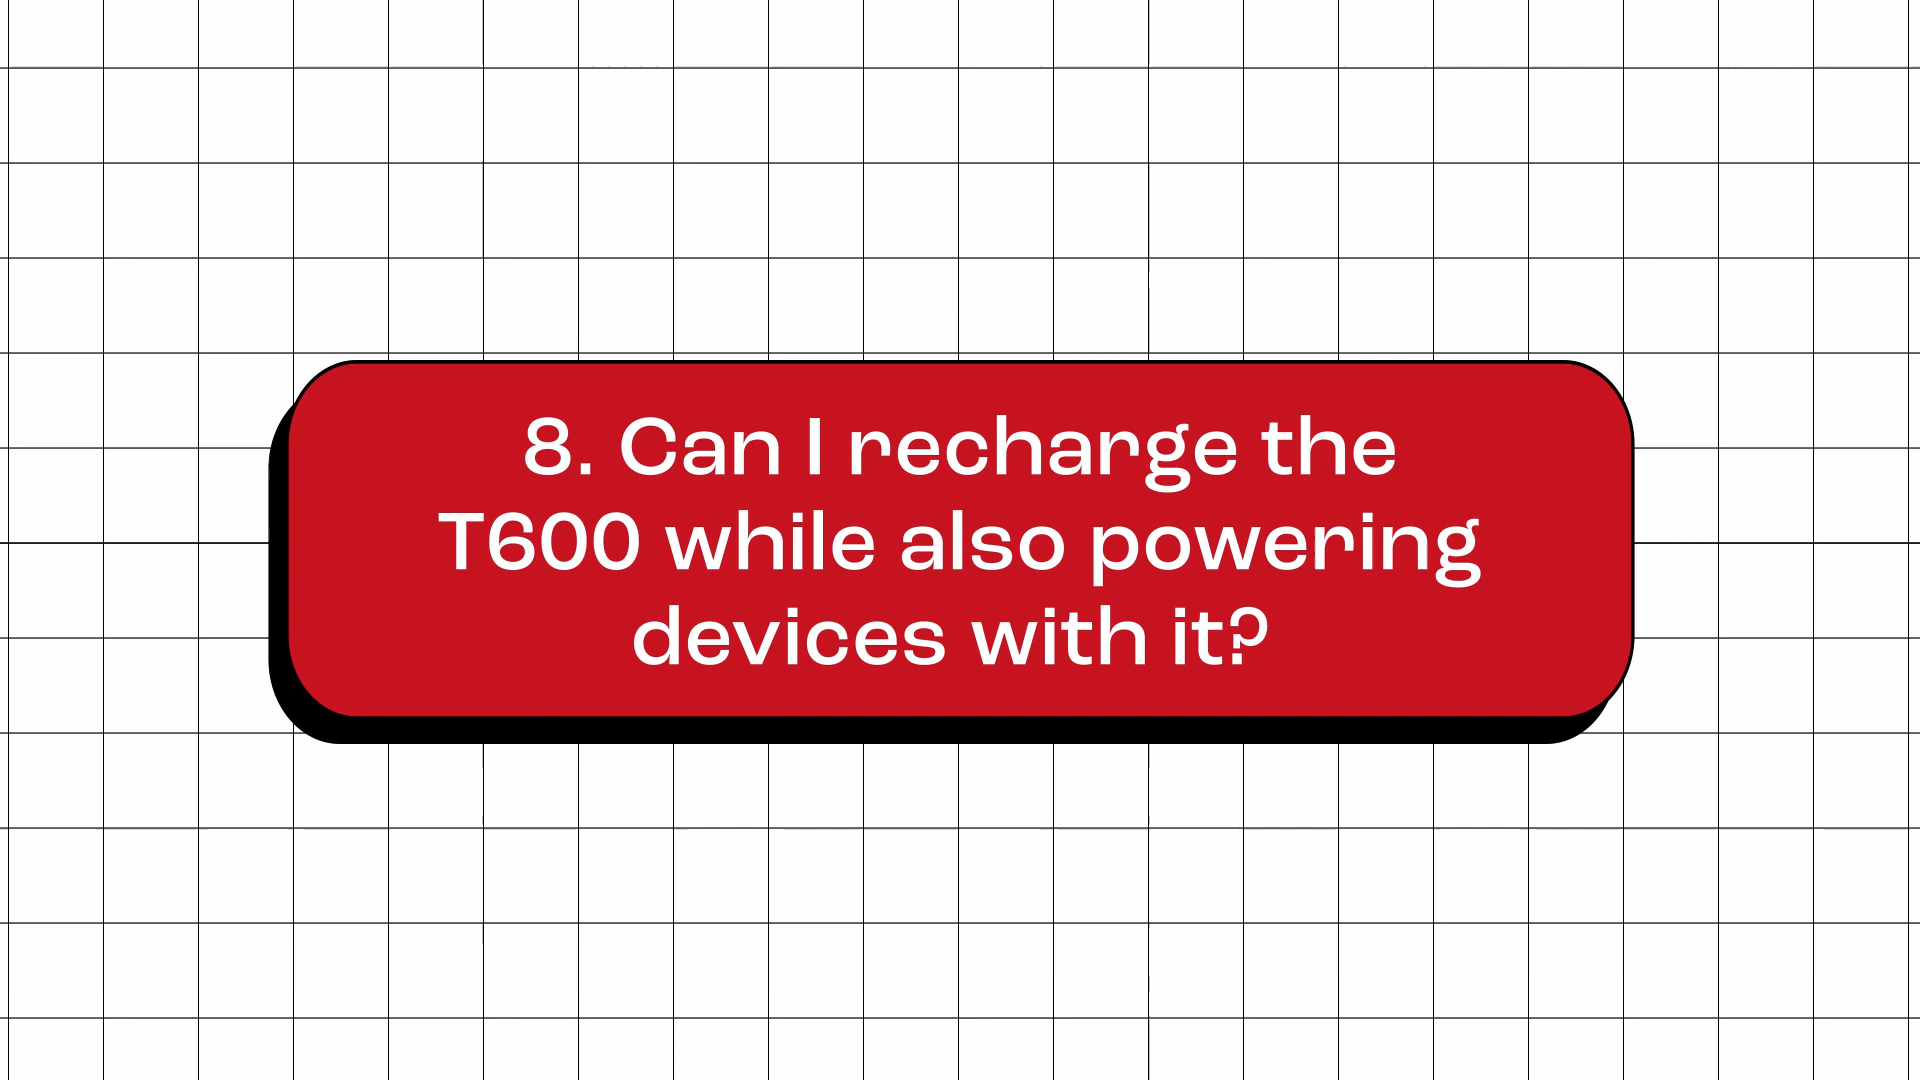 8. Can I recharge the
T600 while also powering
devices with it?